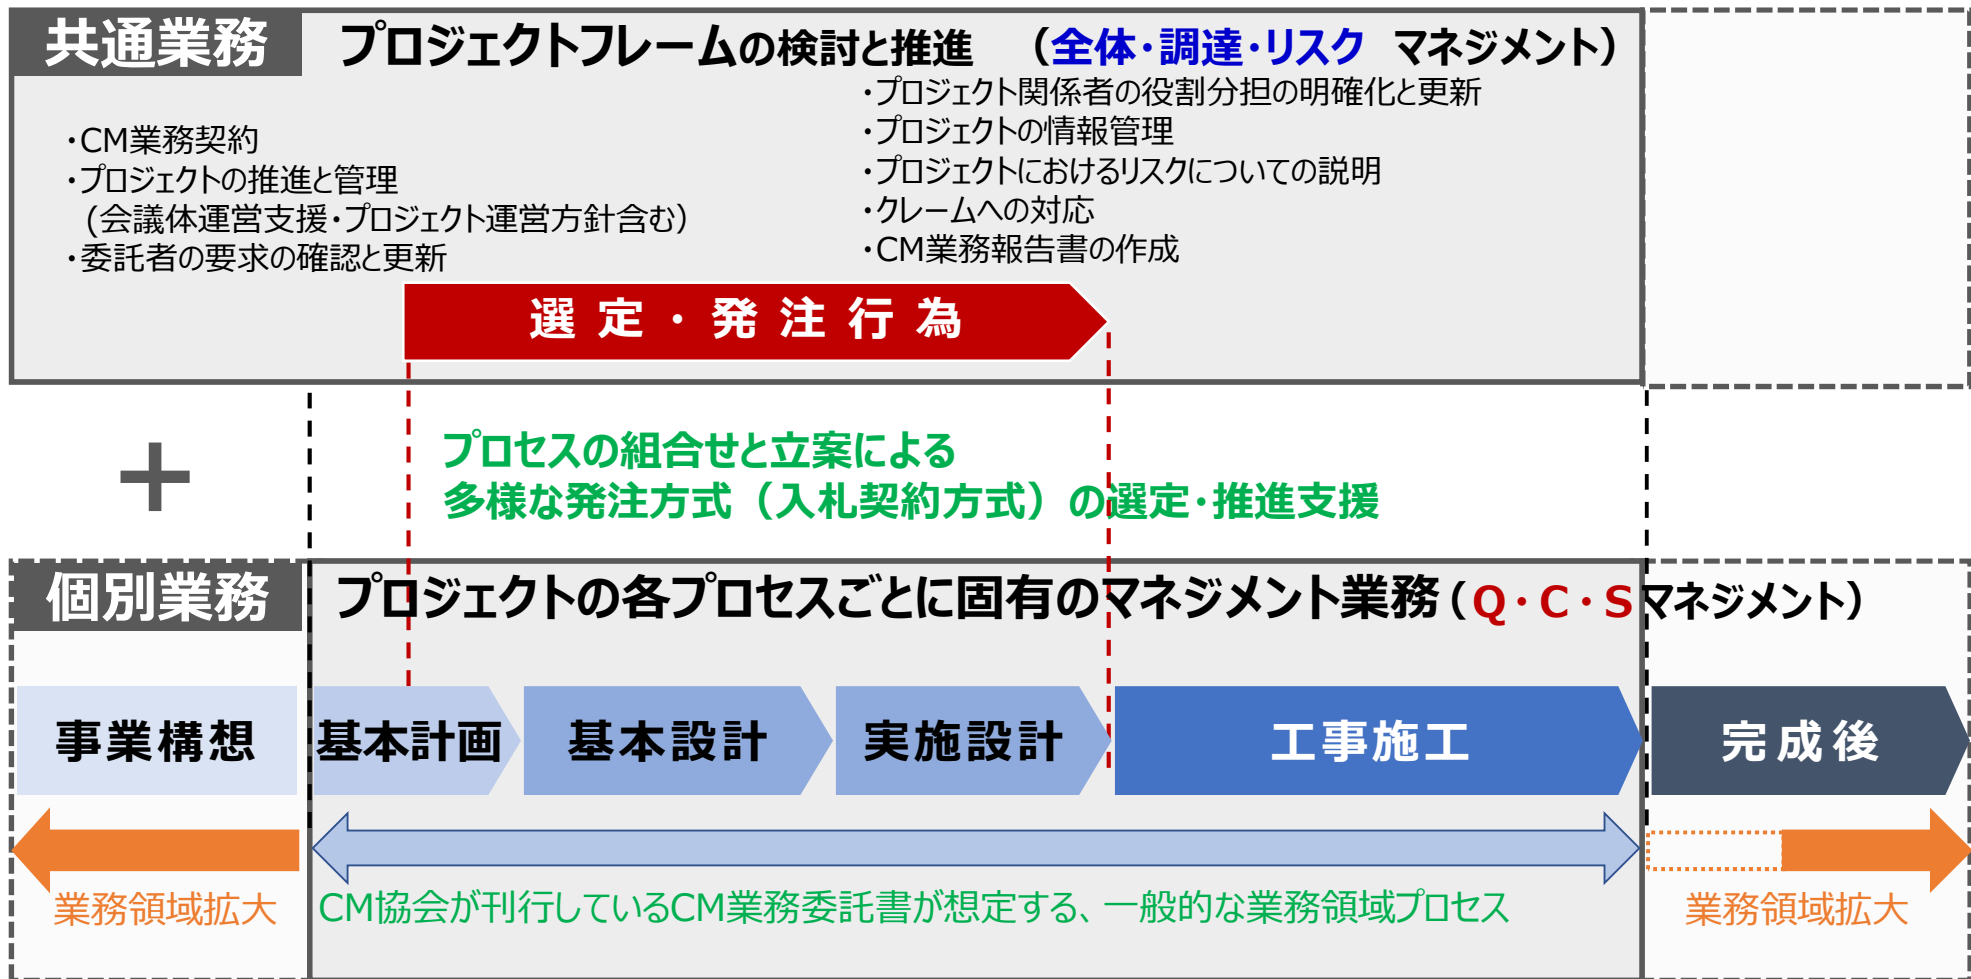 共通業務
プロジェクトフレームの検討と推進 （全体・調達・リスク マネジメント）
・CM業務契約
・プロジェクトの推進と管理
(会議体運営支援・プロジェクト運営方針含む）
・委託者の要求の確認と更新
・プロジェクト関係者の役割分担の明確化と更新
・プロジェクトの情報管理
・プロジェクトにおけるリスクについての説明
・クレームへの対応
・CM業務報告書の作成
選定・発注行為
＋
プロセスの組合せと立案による
多様な発注方式（入札契約方式）の選定・推進支援
個別業務
プロジェクトの各プロセスごとに固有のマネジメント業務（Q・C・Sマネジメント）
事業構想
基本計画
基本設計
実施設計
工事施工
完成後
業務領域拡大
CM協会が刊行しているCM業務委託書が想定する、一般的な業務領域プロセス
業務領域拡大